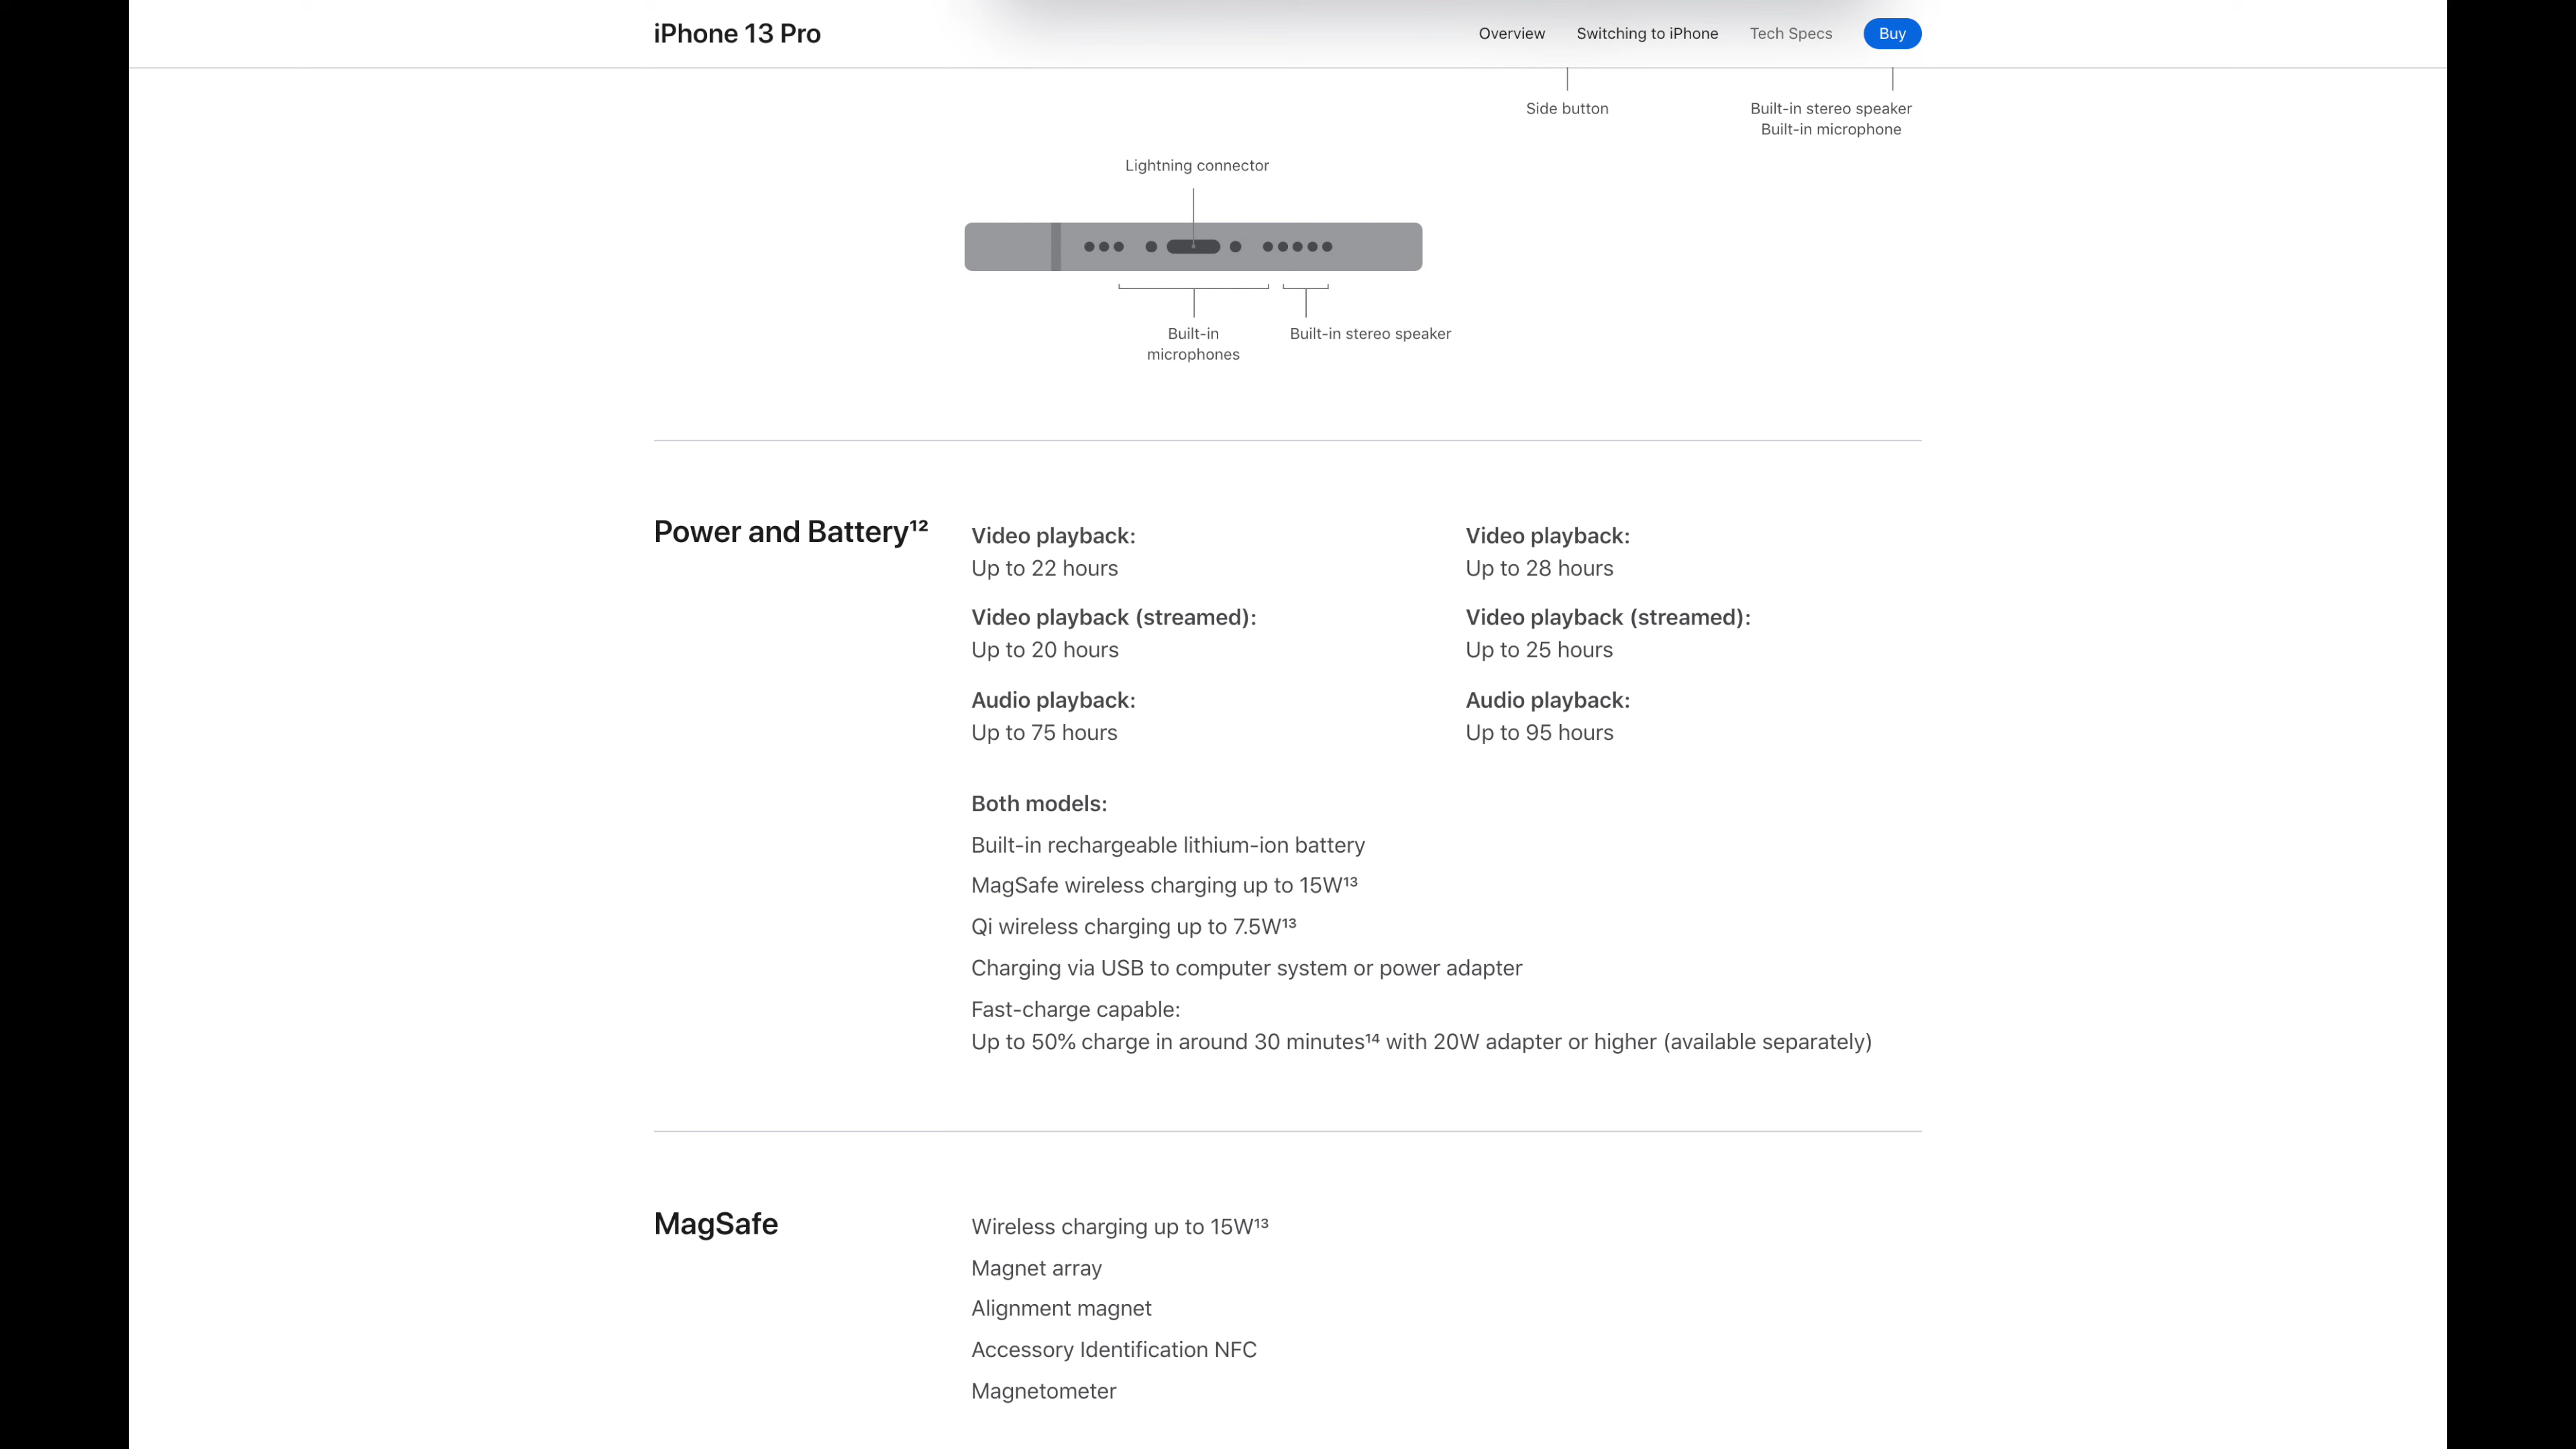 iPhone 13 Pro
Overview
Switching to iPhone
Tech Specs
Buy
Side button
Built-in stereo speaker
Built-in microphone
Lightning connector
Built-in
microphones
Built-in stereo speaker
Power and Battery¹²
Video playback:
Up to 22 hours
Video playback (streamed):
Up to 20 hours
Audio playback:
Up to 75 hours
Video playback:
Up to 28 hours
Video playback (streamed):
Up to 25 hours
Audio playback:
Up to 95 hours
Both models:
Built-in rechargeable lithium-ion battery
MagSafe wireless charging up to 15W¹³
Qi wireless charging up to 7.5W¹³
Charging via USB to computer system or power adapter
Fast-charge capable:
Up to 50% charge in around 30 minutes¹⁴ with 20W adapter or higher (available separately)
MagSafe
Wireless charging up to 15W¹³
Magnet array
Alignment magnet
Accessory Identification NFC
Magnetometer